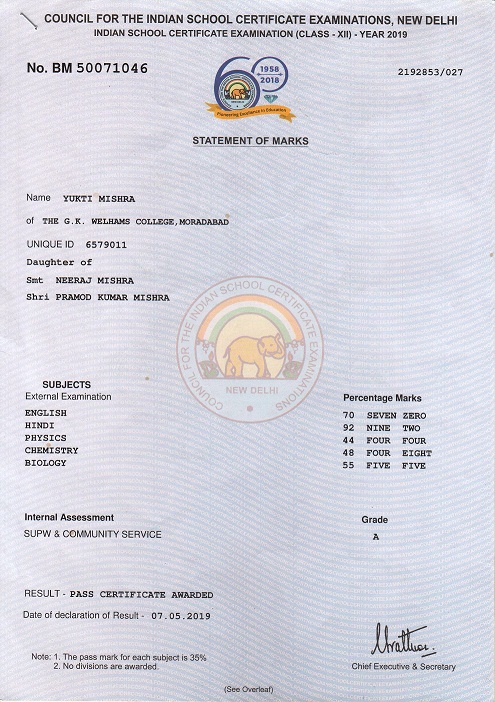 COUNCIL FOR THE INDIAN SCHOOL CERTIFICATE EXAMINATIONS, NEW DELHI
INDIAN SCHOOL CERTIFICATE EXAMINATION (CLASS - XII) - YEAR 2019
No. BM 50071046
2192853/027
60
1958
2018
Pioneering Excellence in Education
STATEMENT OF MARKS
Name YUKTI MISHRA
of THE G.K. WELHAMS COLLEGE,MORADABAD
UNIQUE ID 6579011
Daughter of
Smt NEERAJ MISHRA
Shri PRAMOD KUMAR MISHRA
COUNCIL FOR THE INDIAN SCHOOL CERTIFICATE EXAMINATIONS
NEW DELHI
SUBJECTS
External Examination Percentage Marks
ENGLISH 70 SEVEN ZERO
HINDI 92 NINE TWO
PHYSICS 44 FOUR FOUR
CHEMISTRY 48 FOUR EIGHT
BIOLOGY 55 FIVE FIVE
Internal Assessment Grade
SUPW & COMMUNITY SERVICE A
RESULT - PASS CERTIFICATE AWARDED
Date of declaration of Result - 07.05.2019
Note: 1. The pass mark for each subject is 35%
2. No divisions are awarded.
Chief Executive & Secretary
(See Overleaf)